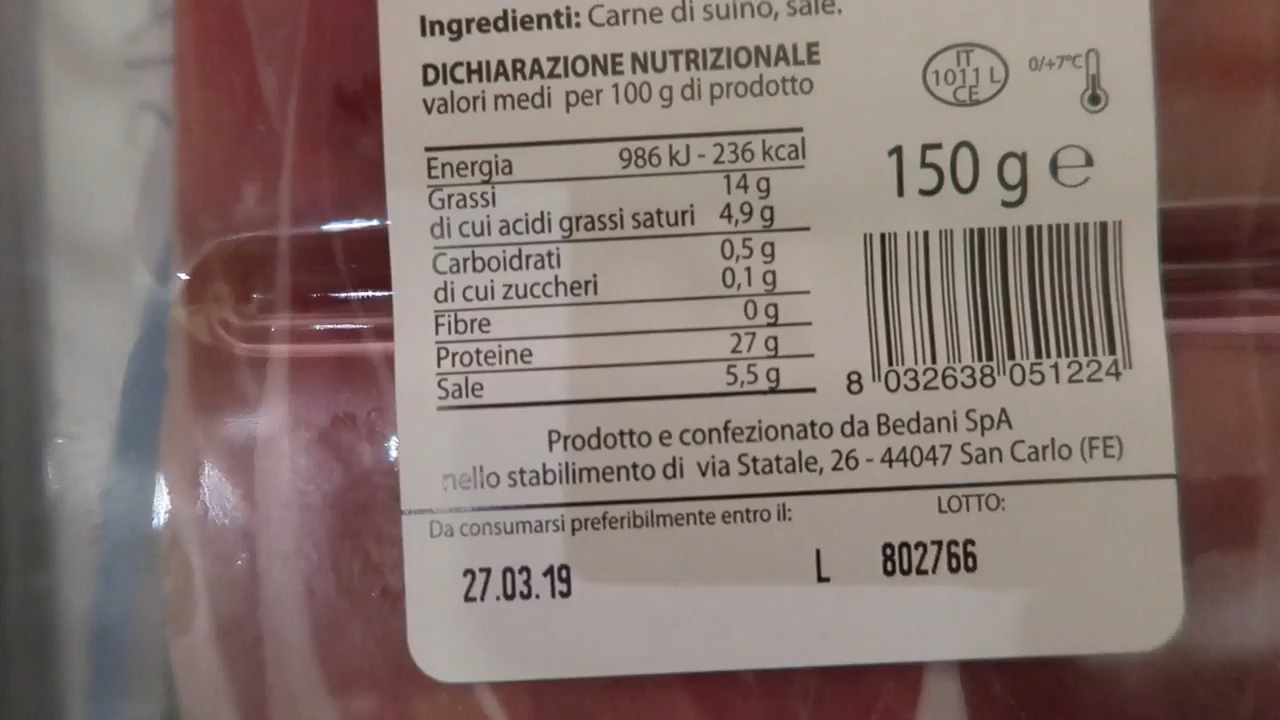 Ingredienti: Carne di suino, sale.
DICHIARAZIONE NUTRIZIONALE
valori medi per 100 g di prodotto
IT
1011 L
CE
0/+7°C
150 g e
Energia 986 kJ - 236 kcal
Grassi 14 g
di cui acidi grassi saturi 4,9 g
Carboidrati 0,5 g
di cui zuccheri 0,1 g
Fibre 0 g
Proteine 27 g
Sale 5,5 g
8 032638 051224
Prodotto e confezionato da Bedani SpA
nello stabilimento di via Statale, 26 - 44047 San Carlo (FE)
Da consumarsi preferibilmente entro il: LOTTO:
27.03.19 L 802766